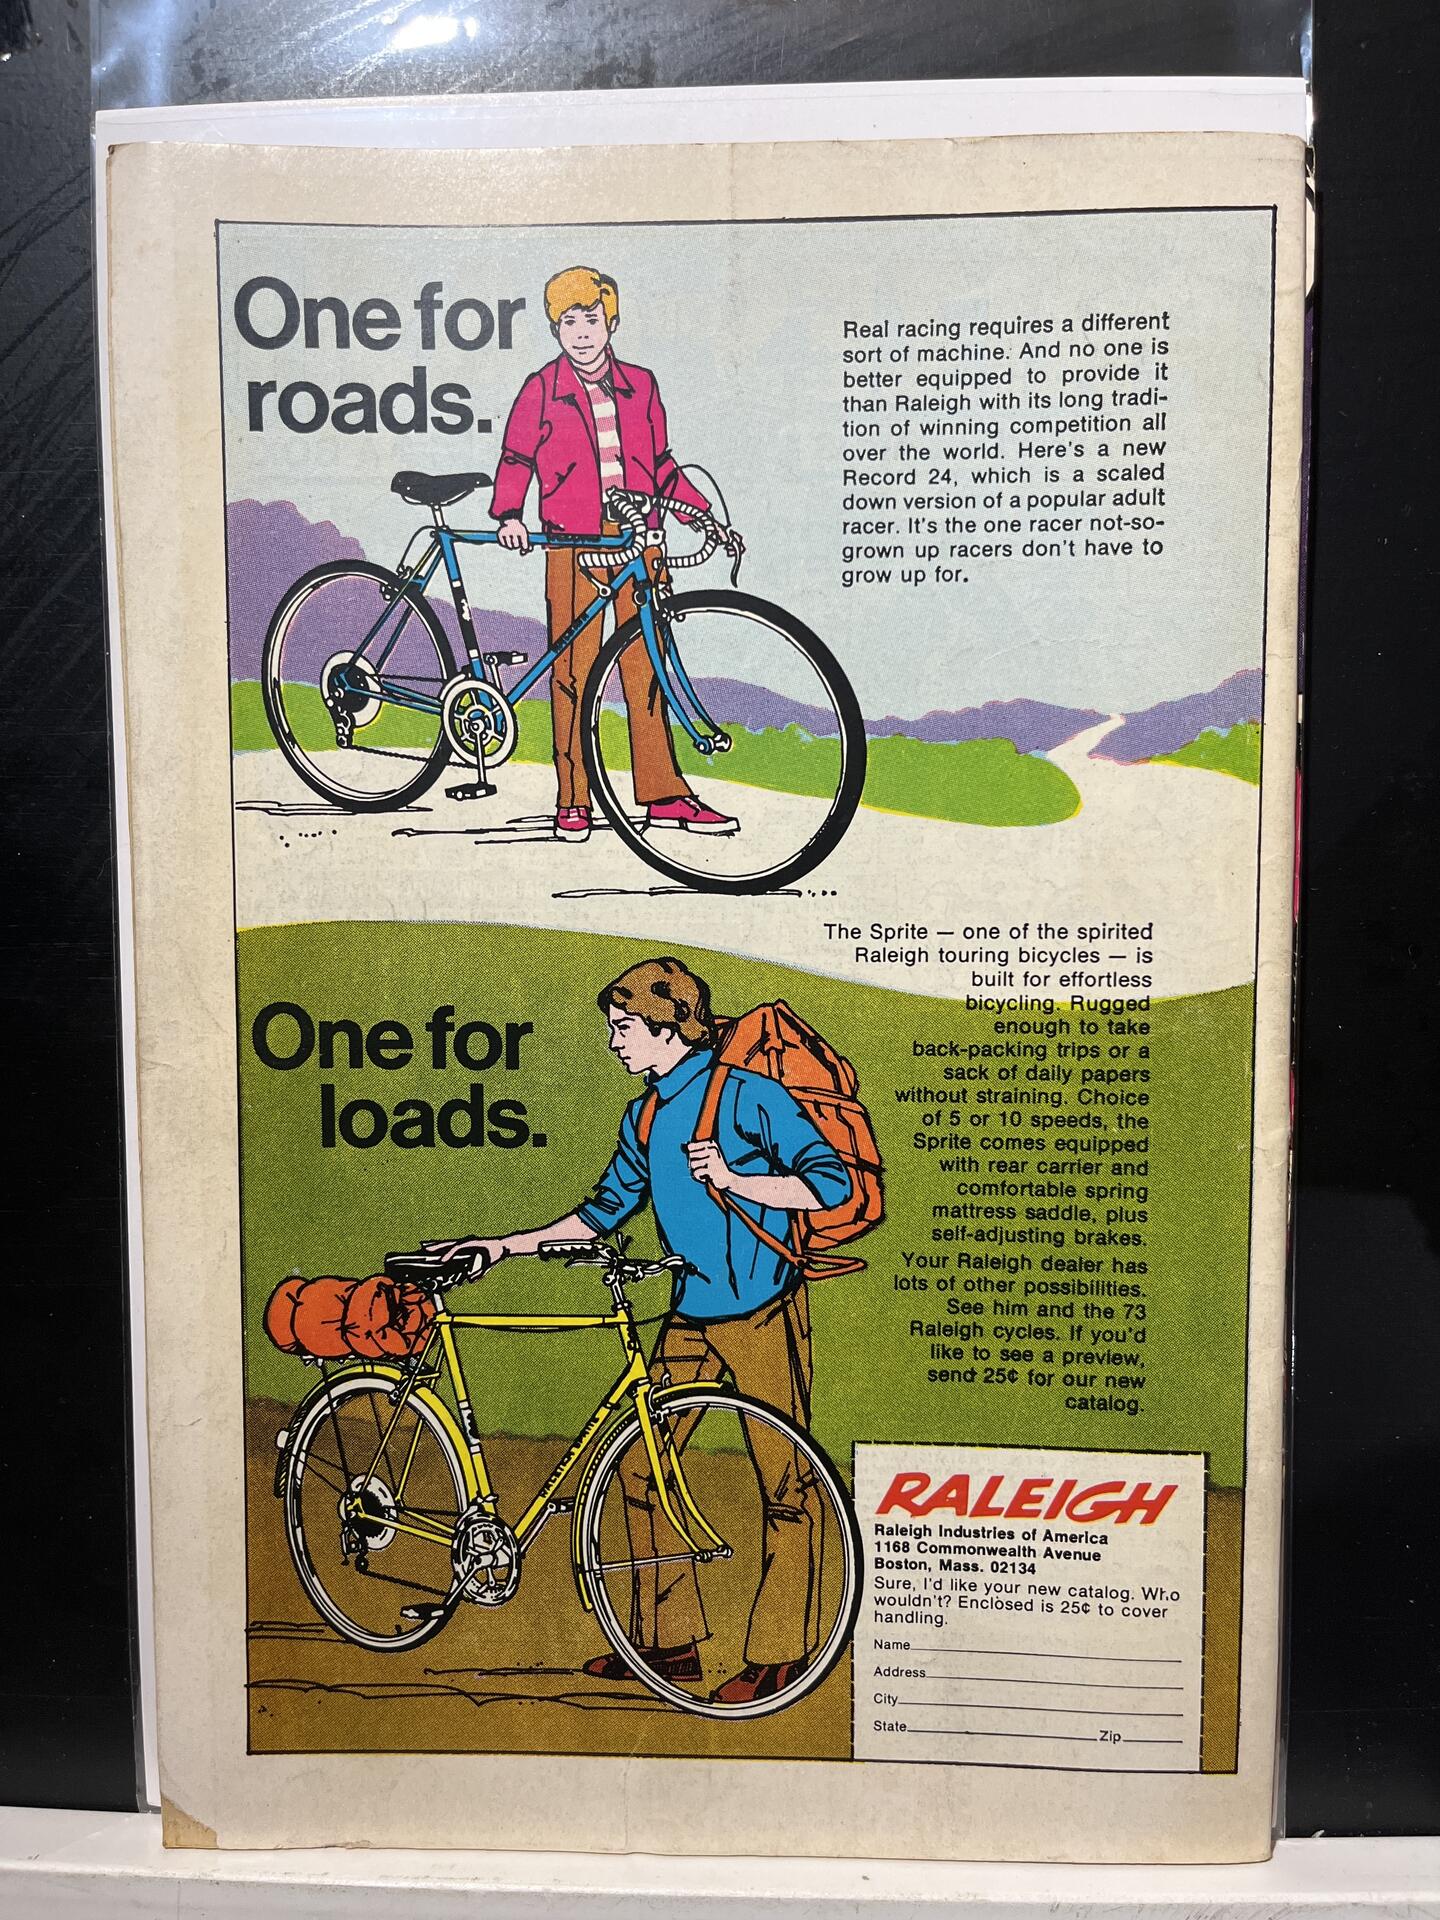 One for
roads.
Real racing requires a different
sort of machine. And no one is
better equipped to provide it
than Raleigh with its long tradi-
tion of winning competition all
over the world. Here's a new
Record 24, which is a scaled
down version of a popular adult
racer. It's the one racer not-so-
grown up racers don't have to
grow up for.
The Sprite — one of the spirited
Raleigh touring bicycles — is
built for effortless
bicycling. Rugged
enough to take
back-packing trips or a
sack of daily papers
without straining. Choice
of 5 or 10 speeds, the
Sprite comes equipped
with rear carrier and
comfortable spring
mattress saddle, plus
self-adjusting brakes.
Your Raleigh dealer has
lots of other possibilities.
See him and the 73
Raleigh cycles. If you'd
like to see a preview,
send 25¢ for our new
catalog.
One for
loads.
RALEIGH SPRITE
RALEIGH
Raleigh Industries of America
1168 Commonwealth Avenue
Boston, Mass. 02134
Sure, I'd like your new catalog. Who
wouldn't? Enclosed is 25¢ to cover
handling.
Name
Address
City
State Zip